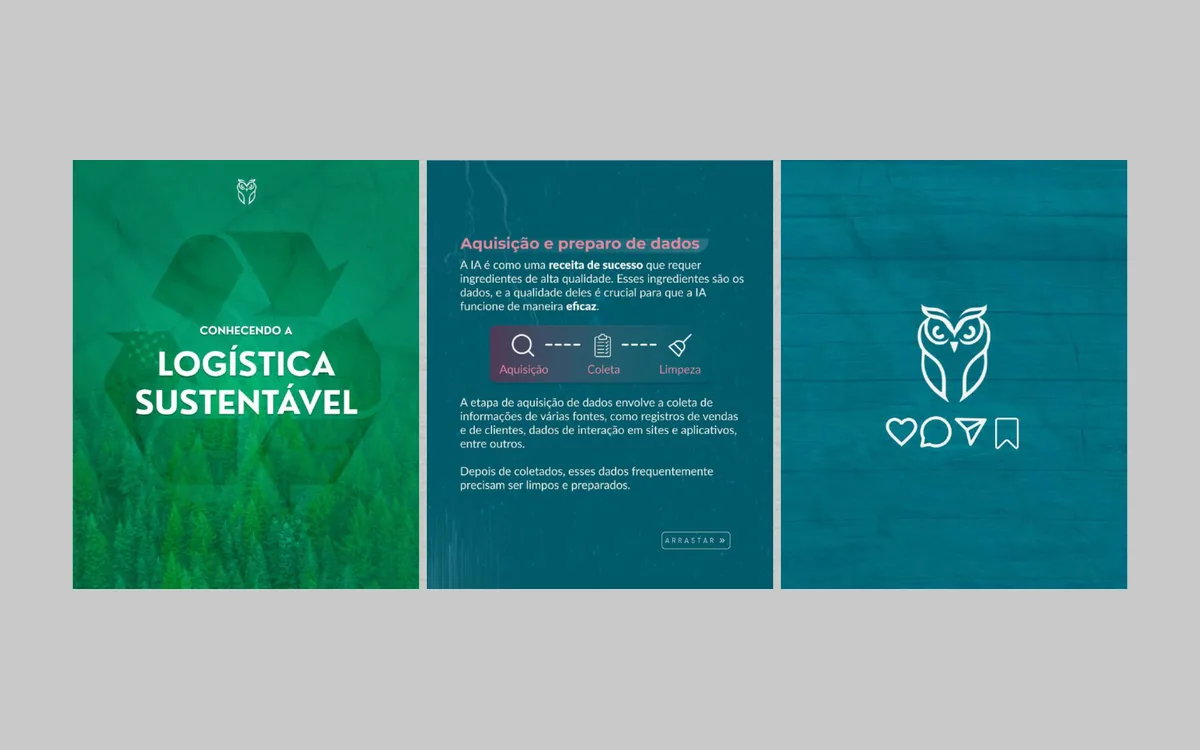 CONHECENDO A
LOGÍSTICA
SUSTENTÁVEL
Aquisição e preparo de dados
A IA é como uma receita de sucesso que requer
ingredientes de alta qualidade. Esses ingredientes são os
dados, e a qualidade deles é crucial para que a IA
funcione de maneira eficaz.
Aquisição
Coleta
Limpeza
A etapa de aquisição de dados envolve a coleta de
informações de várias fontes, como registros de vendas
e de clientes, dados de interação em sites e aplicativos,
entre outros.
Depois de coletados, esses dados frequentemente
precisam ser limpos e preparados.
ARRASTAR »